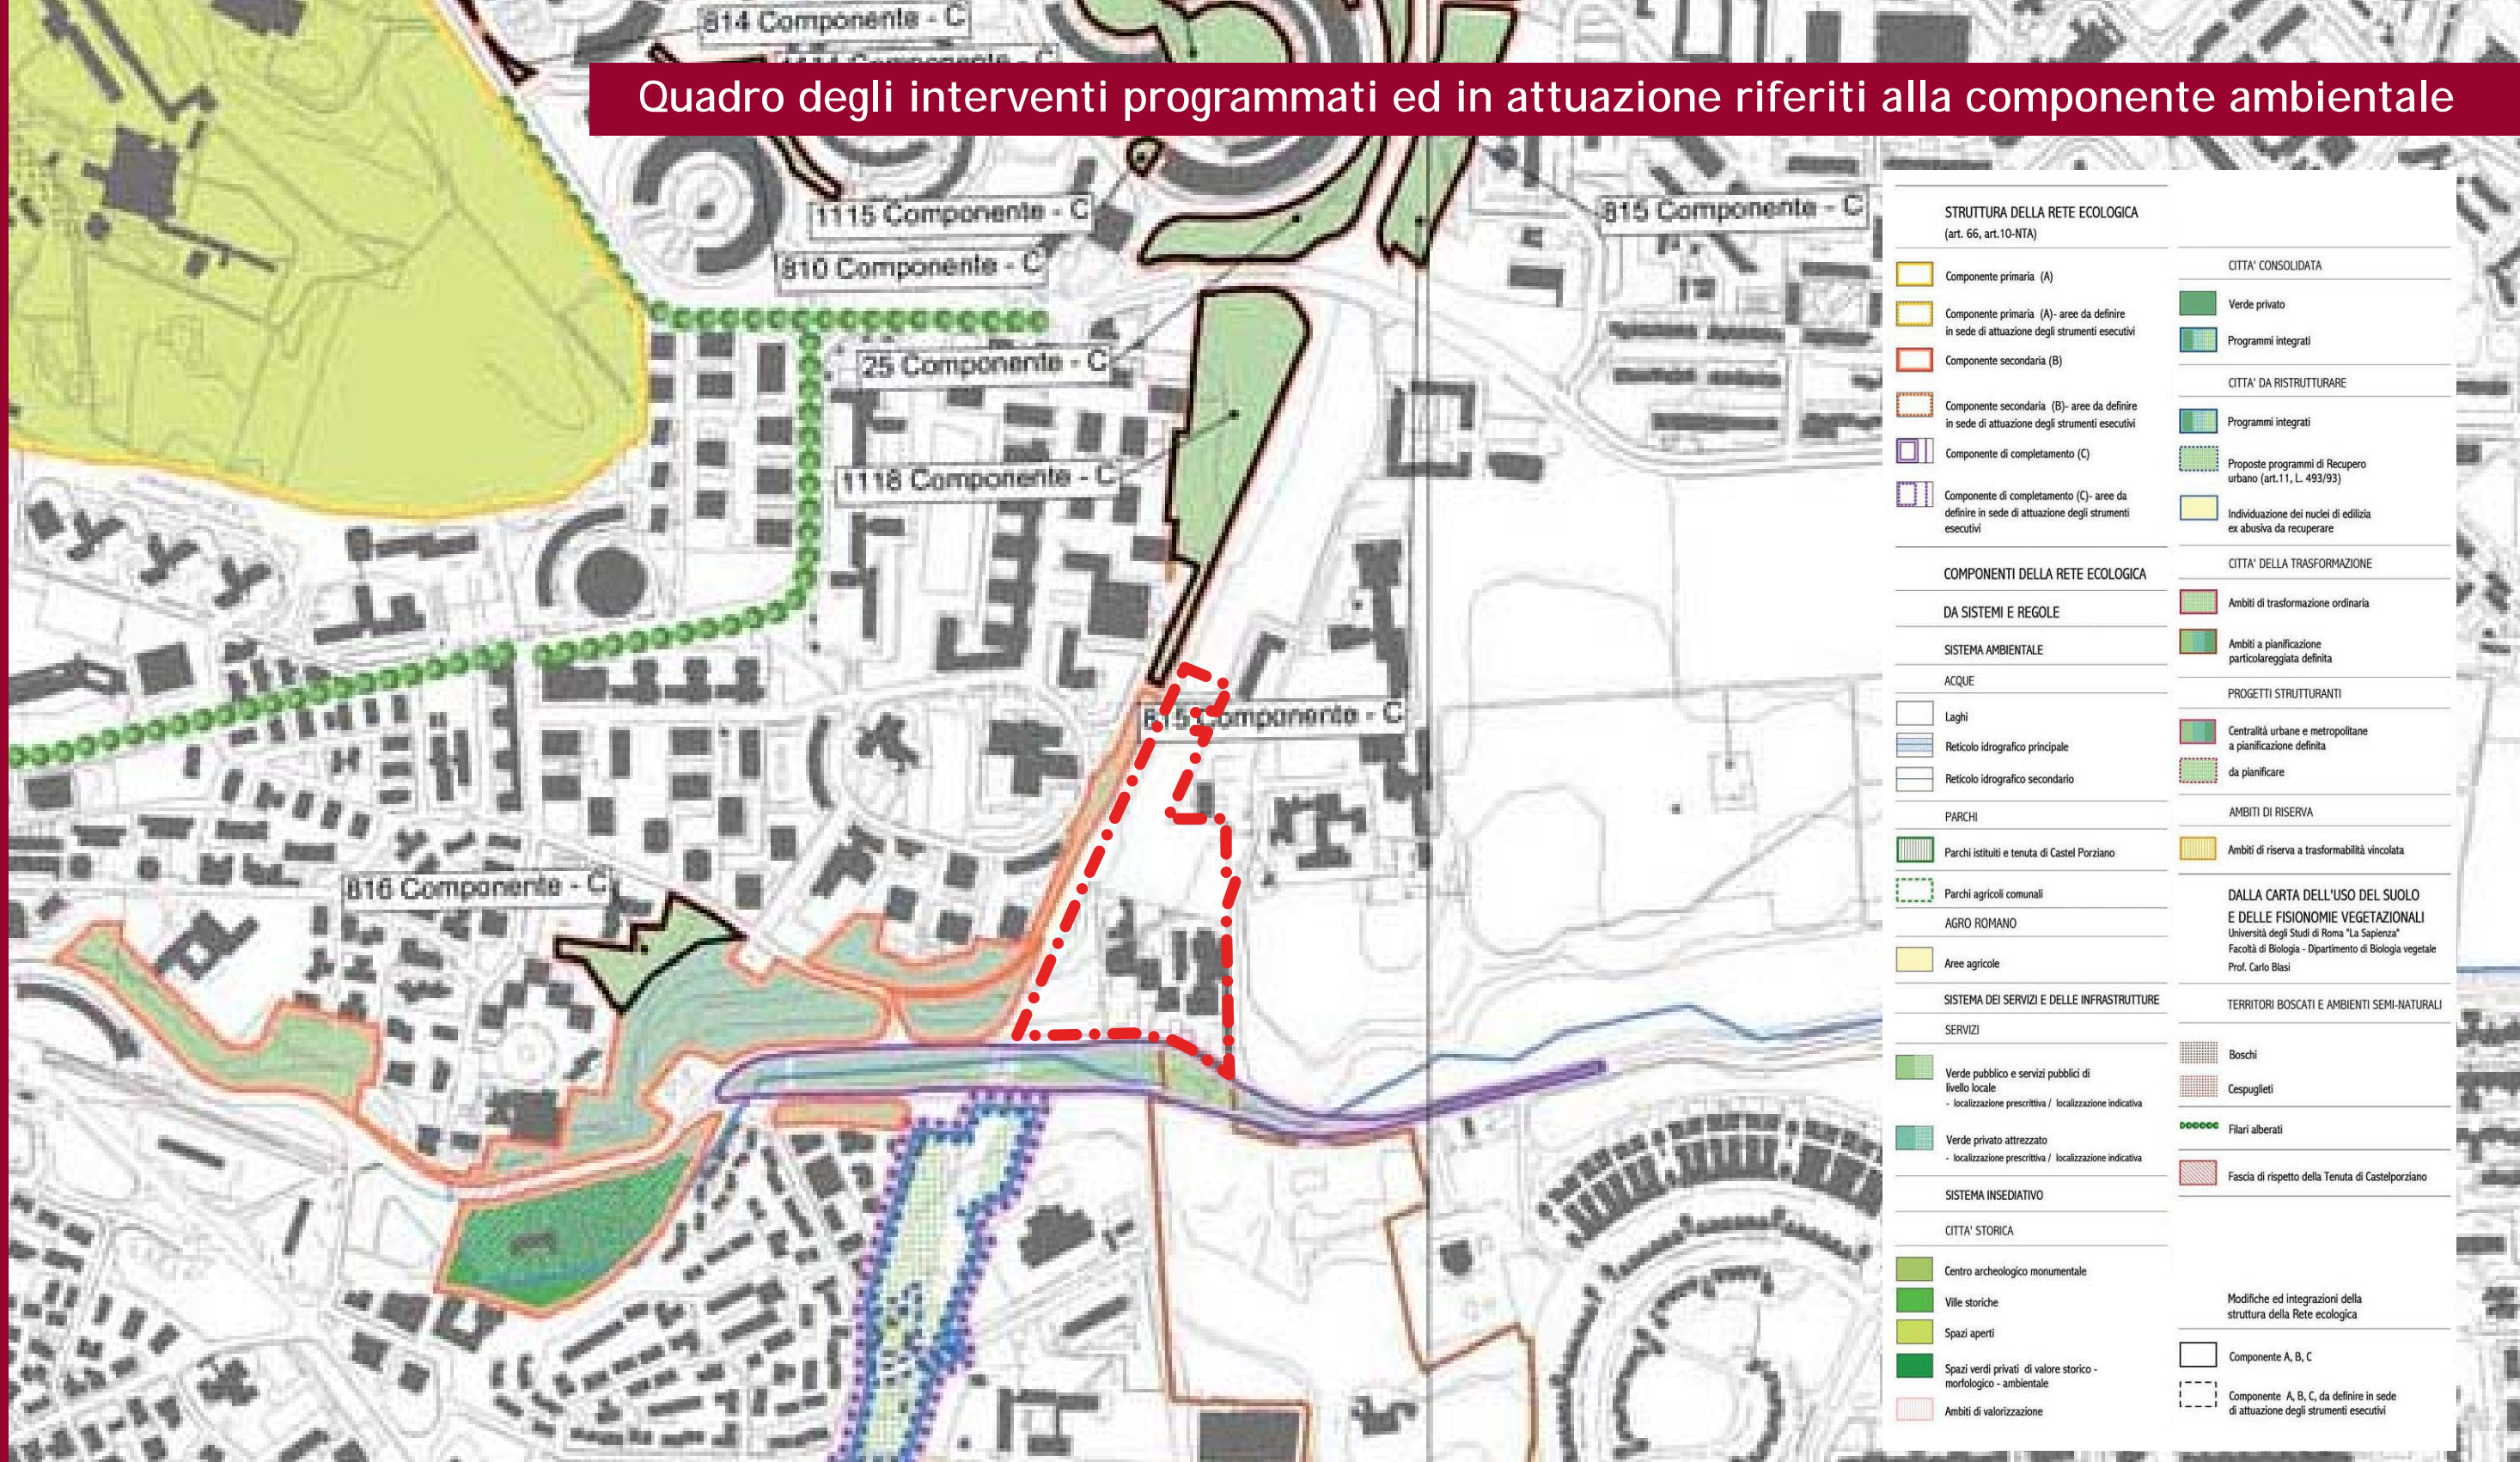 814 Componente - C
Quadro degli interventi programmati ed in attuazione riferiti alla componente ambientale
1115 Componente - C
815 Componente - C
810 Componente - C
25 Componente - C
1118 Componente - C
815 Componente - C
816 Componente - C
STRUTTURA DELLA RETE ECOLOGICA
(art. 66, art.10-NTA)
Componente primaria (A)
Componente primaria (A)- aree da definire
in sede di attuazione degli strumenti esecutivi
Componente secondaria (B)
Componente secondaria (B)- aree da definire
in sede di attuazione degli strumenti esecutivi
Componente di completamento (C)
Componente di completamento (C)- aree da
definire in sede di attuazione degli strumenti
esecutivi
COMPONENTI DELLA RETE ECOLOGICA
DA SISTEMI E REGOLE
SISTEMA AMBIENTALE
ACQUE
Laghi
Reticolo idrografico principale
Reticolo idrografico secondario
PARCHI
Parchi istituiti e tenuta di Castel Porziano
Parchi agricoli comunali
AGRO ROMANO
Aree agricole
SISTEMA DEI SERVIZI E DELLE INFRASTRUTTURE
SERVIZI
Verde pubblico e servizi pubblici di
livello locale
- localizzazione prescrittiva / localizzazione indicativa
Verde privato attrezzato
- localizzazione prescrittiva / localizzazione indicativa
SISTEMA INSEDIATIVO
CITTA' STORICA
Centro archeologico monumentale
Ville storiche
Spazi aperti
Spazi verdi privati di valore storico -
morfologico - ambientale
Ambiti di valorizzazione
CITTA' CONSOLIDATA
Verde privato
Programmi integrati
CITTA' DA RISTRUTTURARE
Programmi integrati
Proposte programmi di Recupero
urbano (art.11, L. 493/93)
Individuazione dei nuclei di edilizia
ex abusiva da recuperare
CITTA' DELLA TRASFORMAZIONE
Ambiti di trasformazione ordinaria
Ambiti a pianificazione
particolareggiata definita
PROGETTI STRUTTURANTI
Centralità urbane e metropolitane
a pianificazione definita
da pianificare
AMBITI DI RISERVA
Ambiti di riserva a trasformabilità vincolata
DALLA CARTA DELL'USO DEL SUOLO
E DELLE FISIONOMIE VEGETAZIONALI
Università degli Studi di Roma "La Sapienza"
Facoltà di Biologia - Dipartimento di Biologia vegetale
Prof. Carlo Blasi
TERRITORI BOSCATI E AMBIENTI SEMI-NATURALI
Boschi
Cespuglieti
Filari alberati
Fascia di rispetto della Tenuta di Castelporziano
Modifiche ed integrazioni della
struttura della Rete ecologica
Componente A, B, C
Componente A, B, C, da definire in sede
di attuazione degli strumenti esecutivi